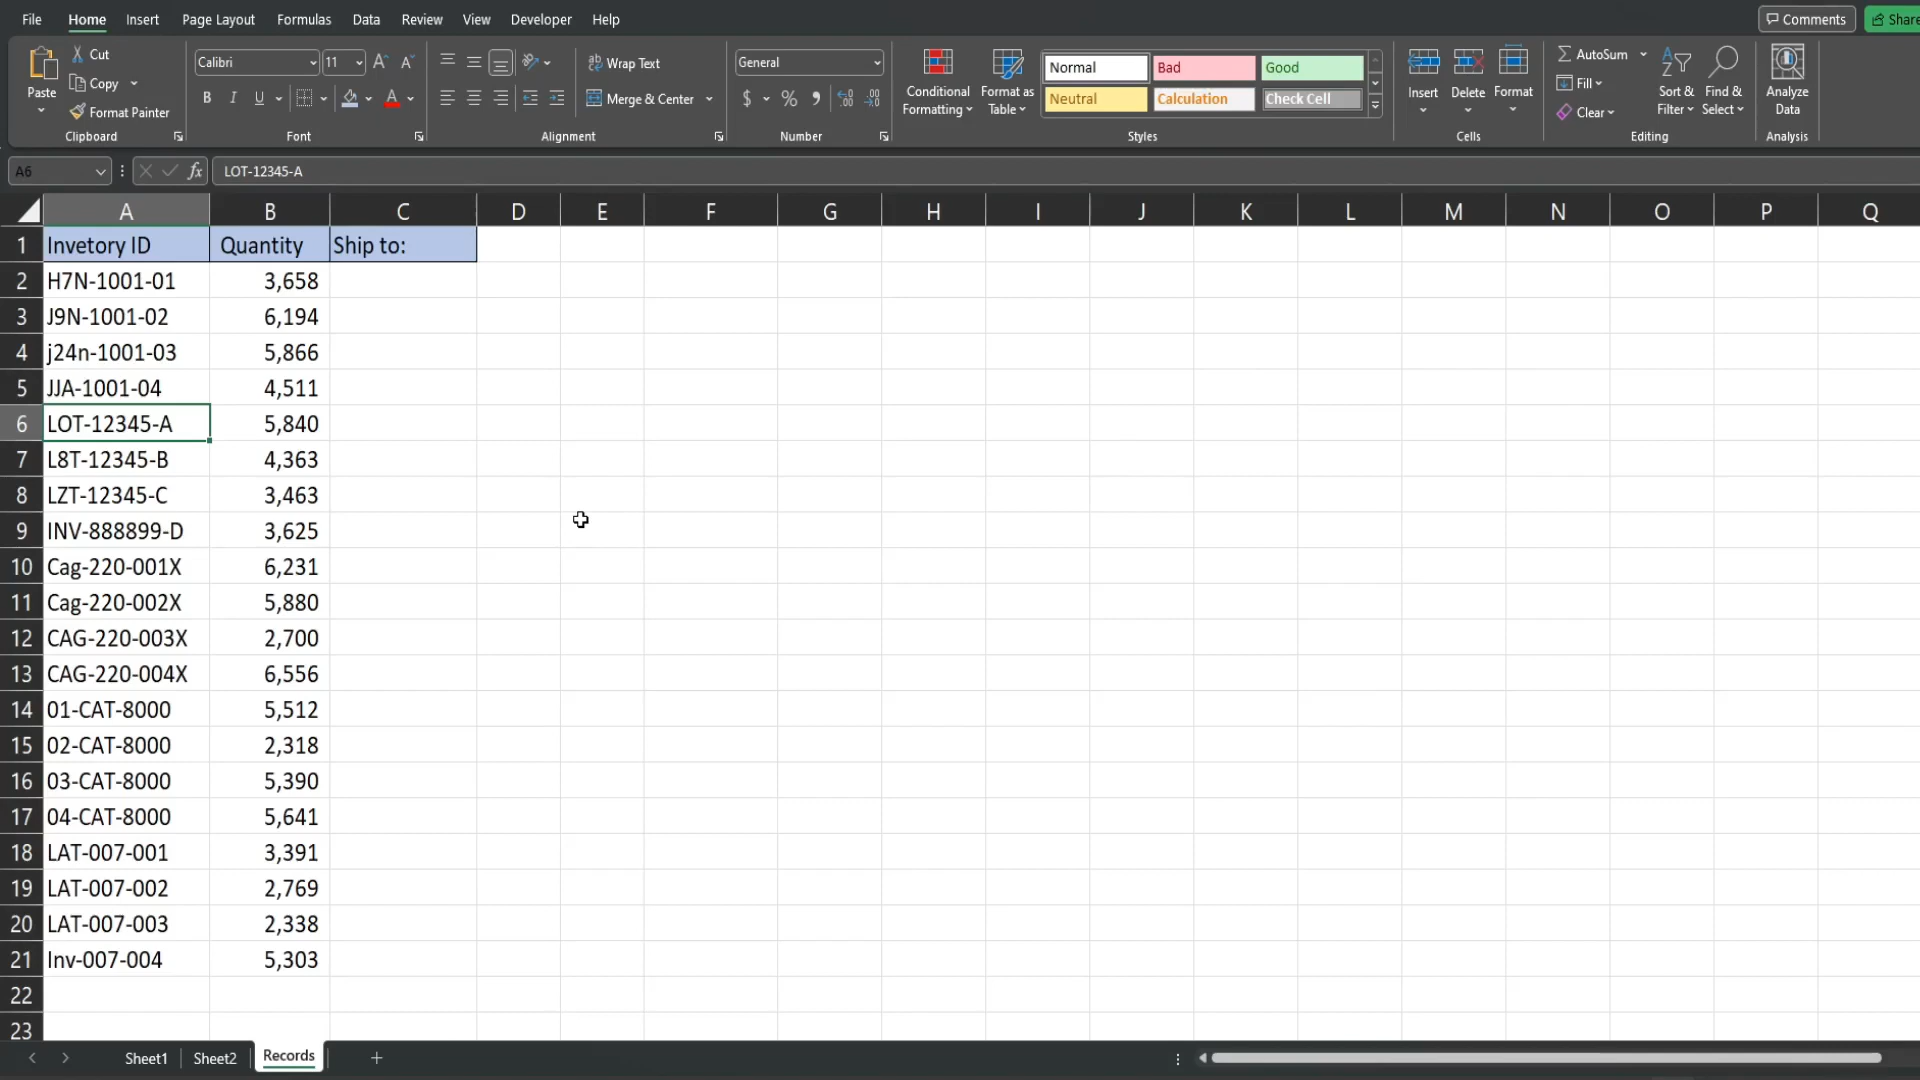 File Home Insert Page Layout Formulas Data Review View Developer Help Comments Share
Paste Cut Copy Format Painter Clipboard
Calibri 11 A A B I U A Font
Wrap Text Merge & Center Alignment
General $ % Number
Conditional Formatting Format as Table
Normal Bad Good
Neutral Calculation Check Cell
Styles
Insert Delete Format Cells
AutoSum Fill Clear Sort & Filter Find & Select Editing
Analyze Data Analysis
A6 fx LOT-12345-A
A B C D E F G H I J K L M N O P Q
1 Invetory ID Quantity Ship to:
2 H7N-1001-01 3,658
3 J9N-1001-02 6,194
4 j24n-1001-03 5,866
5 JJA-1001-04 4,511
6 LOT-12345-A 5,840
7 L8T-12345-B 4,363
8 LZT-12345-C 3,463
9 INV-888899-D 3,625
10 Cag-220-001X 6,231
11 Cag-220-002X 5,880
12 CAG-220-003X 2,700
13 CAG-220-004X 6,556
14 01-CAT-8000 5,512
15 02-CAT-8000 2,318
16 03-CAT-8000 5,390
17 04-CAT-8000 5,641
18 LAT-007-001 3,391
19 LAT-007-002 2,769
20 LAT-007-003 2,338
21 Inv-007-004 5,303
22
23
Sheet1 Sheet2 Records